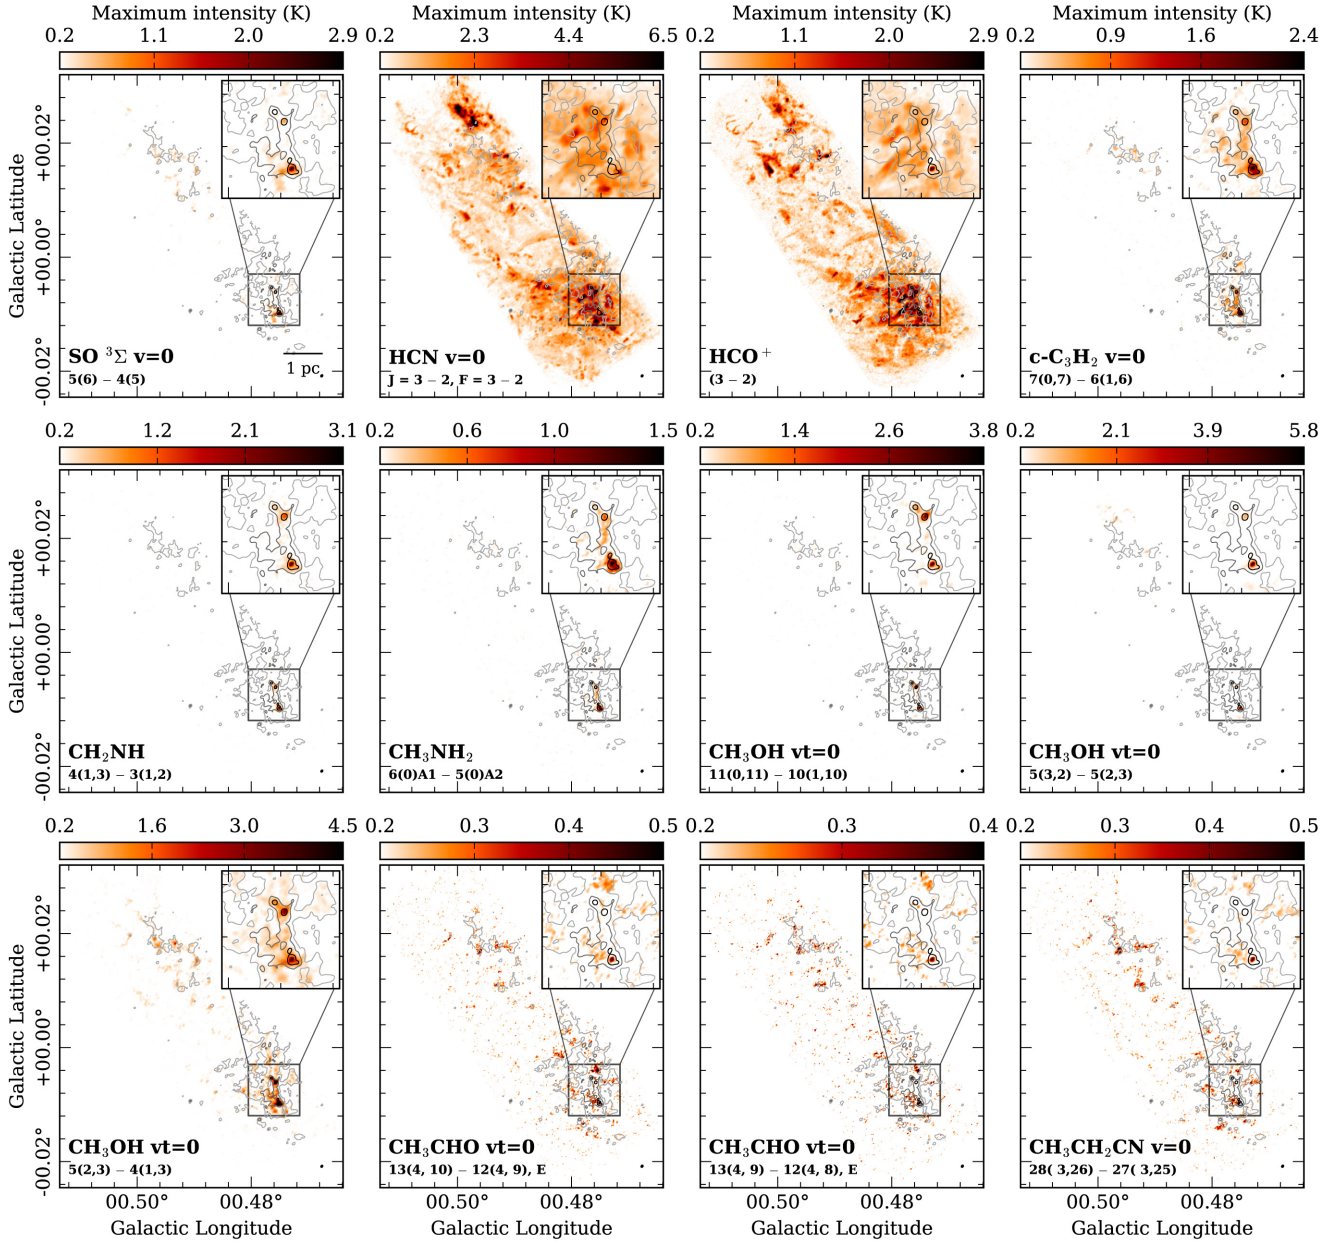 Maximum intensity (K) Maximum intensity (K) Maximum intensity (K) Maximum intensity (K)
0.2 1.1 2.0 2.9 0.2 2.3 4.4 6.5 0.2 1.1 2.0 2.9 0.2 0.9 1.6 2.4
Galactic Latitude
+00.02°
+00.00°
-00.02°
SO ³Σ v=0
5(6) − 4(5)
1 pc
HCN v=0
J = 3 − 2, F = 3 − 2
HCO⁺
(3 − 2)
c-C₃H₂ v=0
7(0,7) − 6(1,6)
0.2 1.2 2.1 3.1 0.2 0.6 1.0 1.5 0.2 1.4 2.6 3.8 0.2 2.1 3.9 5.8
Galactic Latitude
+00.02°
+00.00°
-00.02°
CH₂NH
4(1,3) − 3(1,2)
CH₃NH₂
6(0)A1 − 5(0)A2
CH₃OH vt=0
11(0,11) − 10(1,10)
CH₃OH vt=0
5(3,2) − 5(2,3)
0.2 1.6 3.0 4.5 0.2 0.3 0.4 0.5 0.2 0.3 0.4 0.2 0.3 0.4 0.5
Galactic Latitude
+00.02°
+00.00°
-00.02°
CH₃OH vt=0
5(2,3) − 4(1,3)
CH₃CHO vt=0
13(4, 10) − 12(4, 9), E
CH₃CHO vt=0
13(4, 9) − 12(4, 8), E
CH₃CH₂CN v=0
28( 3,26) − 27( 3,25)
00.50° 00.48° 00.50° 00.48° 00.50° 00.48° 00.50° 00.48°
Galactic Longitude Galactic Longitude Galactic Longitude Galactic Longitude